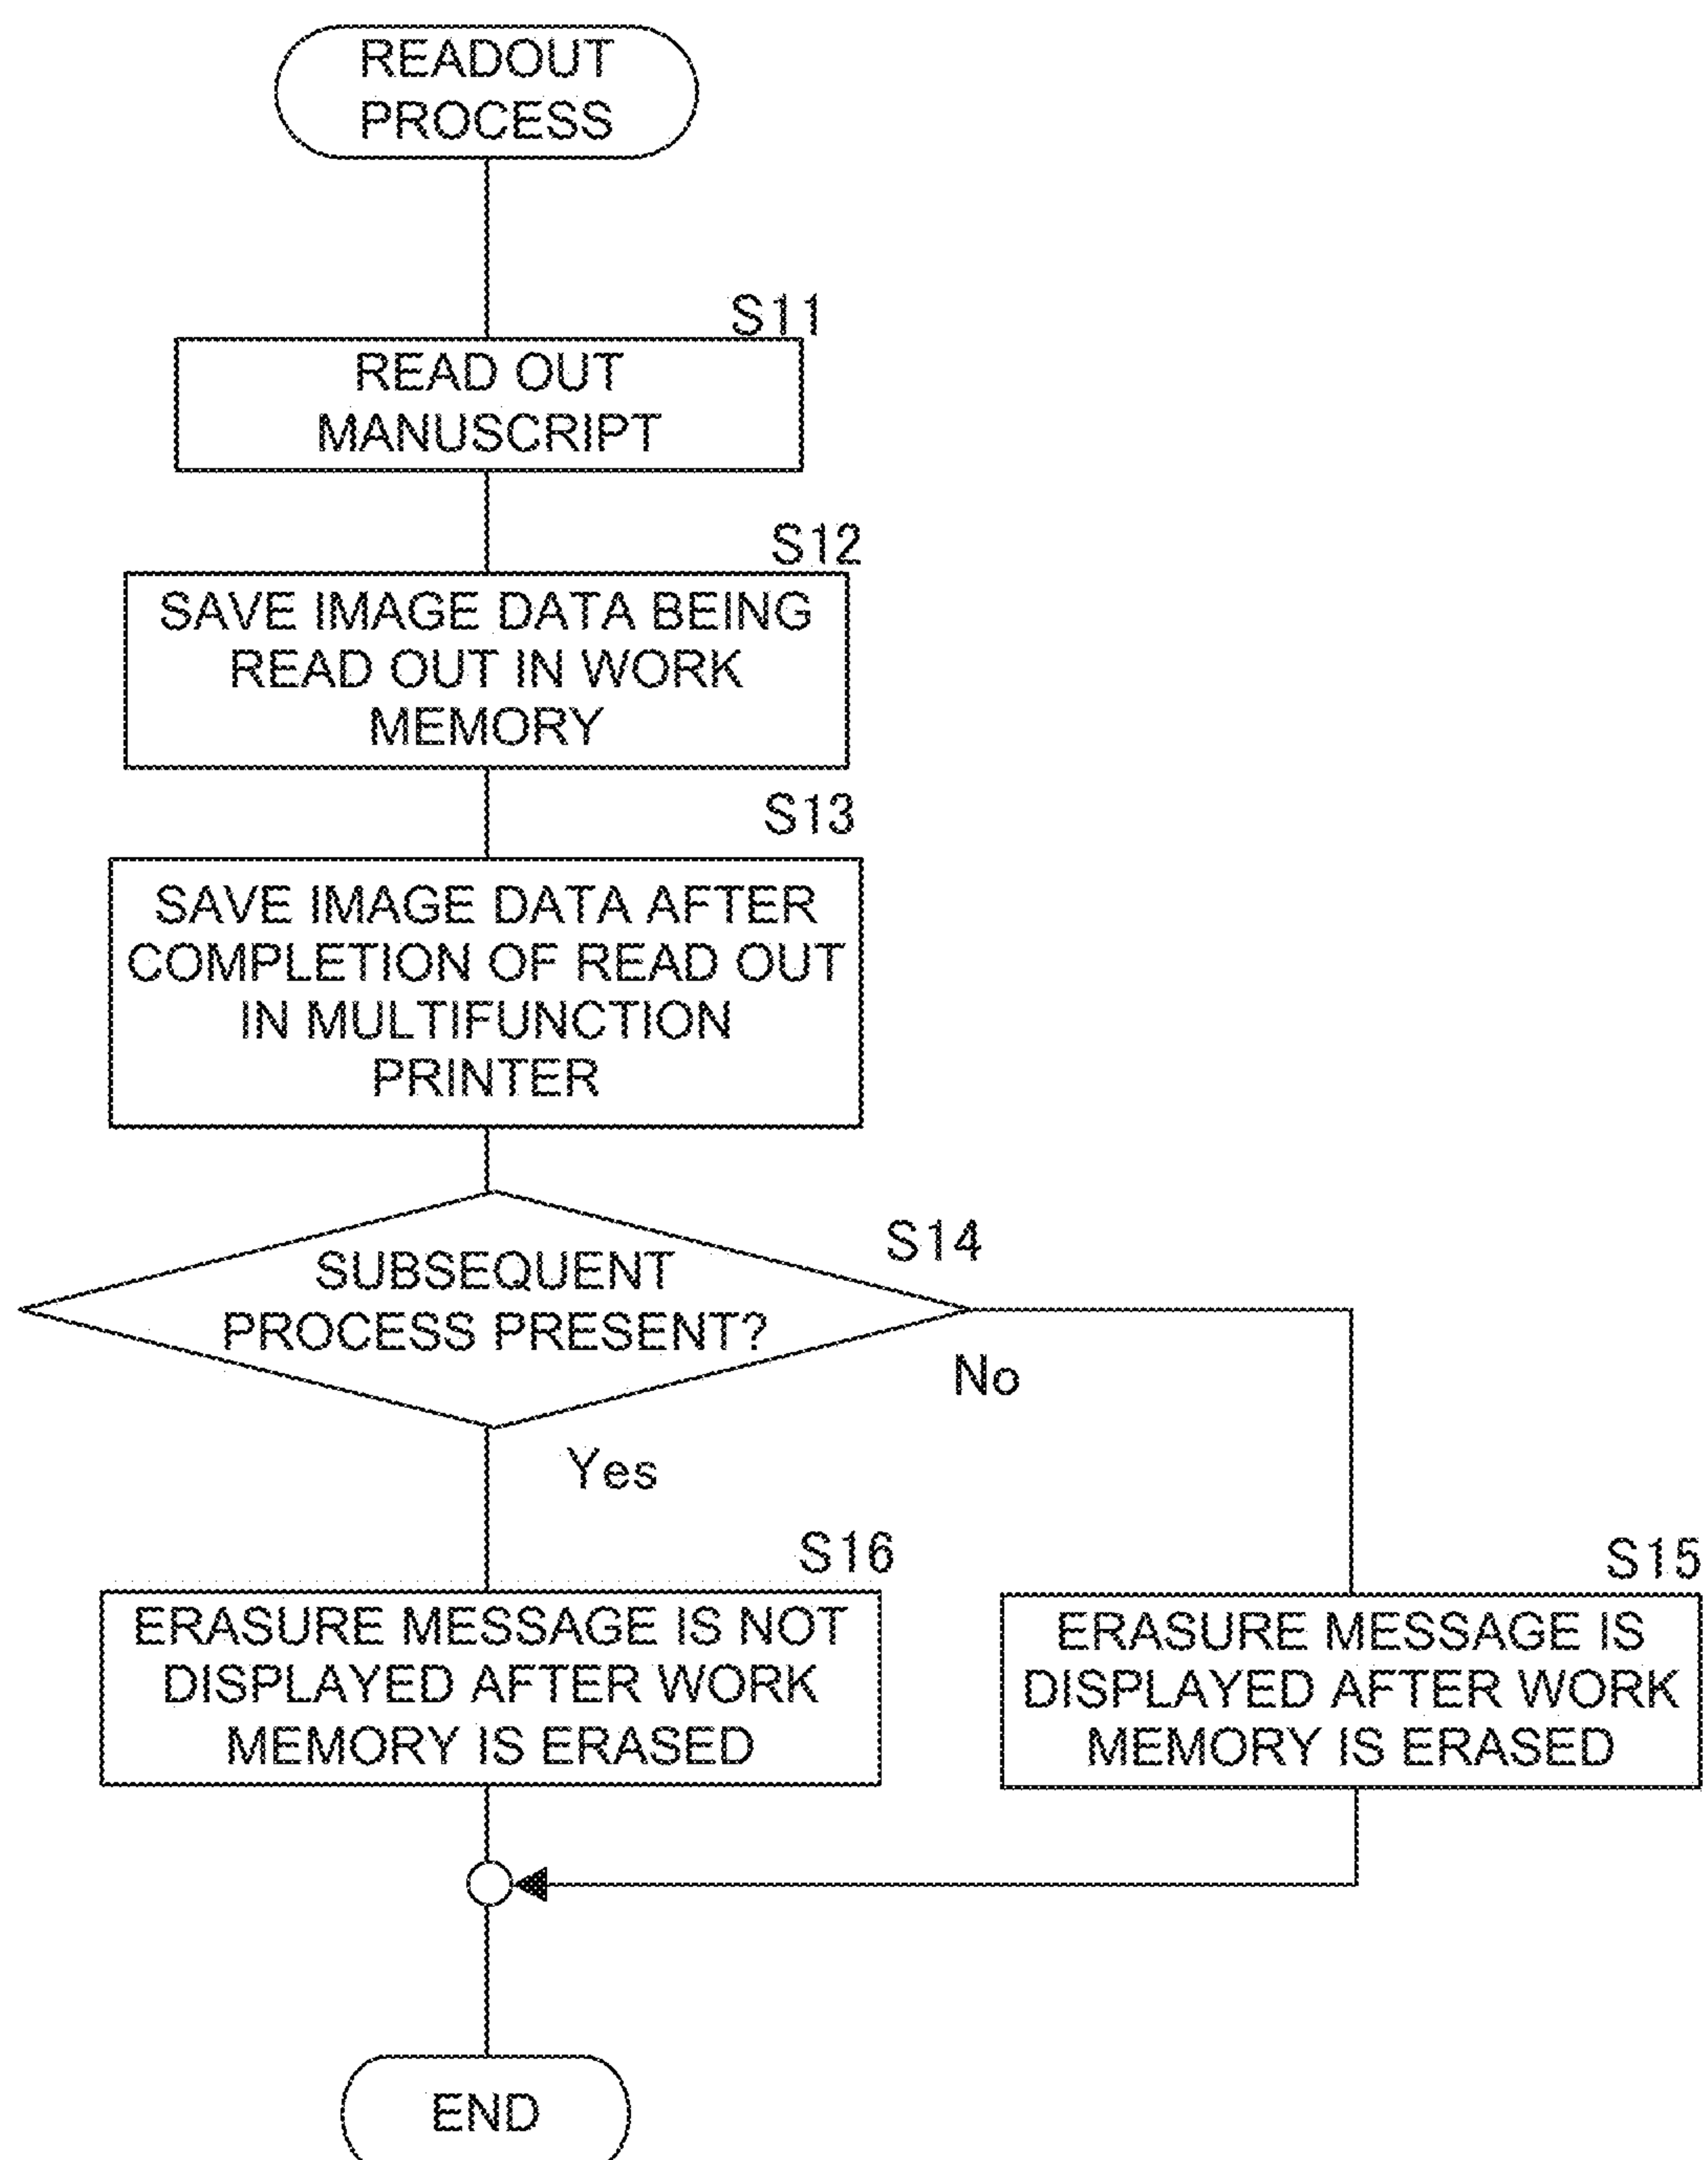 READOUT
PROCESS
S11
READ OUT
MANUSCRIPT
S12
SAVE IMAGE DATA BEING
READ OUT IN WORK
MEMORY
S13
SAVE IMAGE DATA AFTER
COMPLETION OF READ OUT
IN MULTIFUNCTION
PRINTER
S14
SUBSEQUENT
PROCESS PRESENT?
No
Yes
S16
ERASURE MESSAGE IS NOT
DISPLAYED AFTER WORK
MEMORY IS ERASED
S15
ERASURE MESSAGE IS
DISPLAYED AFTER WORK
MEMORY IS ERASED
END